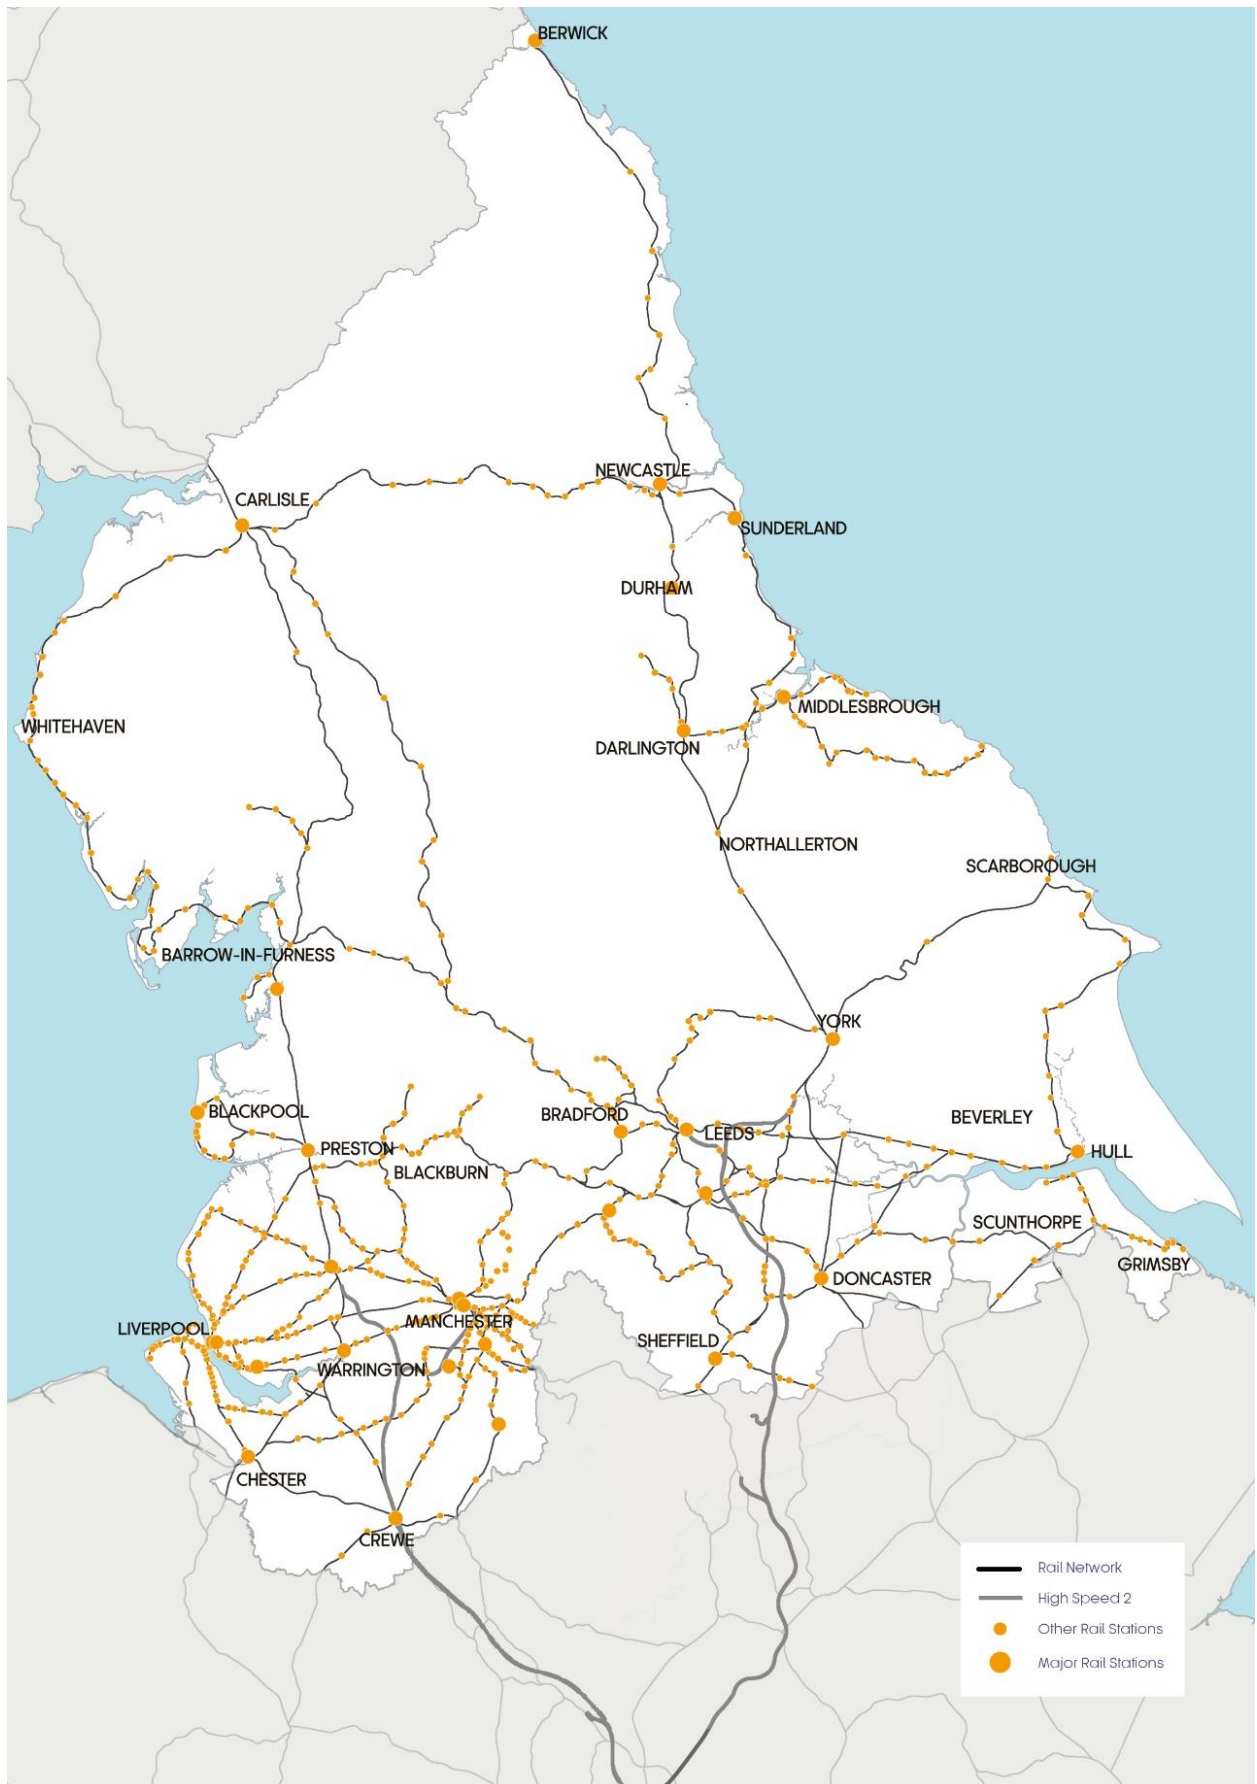 BERWICK
NEWCASTLE
CARLISLE
SUNDERLAND
DURHAM
WHITEHAVEN
MIDDLESBROUGH
DARLINGTON
NORTHALLERTON
SCARBOROUGH
BARROW-IN-FURNESS
YORK
BLACKPOOL
BRADFORD
BEVERLEY
LEEDS
PRESTON
HULL
BLACKBURN
SCUNTHORPE
GRIMSBY
DONCASTER
MANCHESTER
LIVERPOOL
SHEFFIELD
WARRINGTON
CHESTER
CREWE
Rail Network
High Speed 2
Other Rail Stations
Major Rail Stations